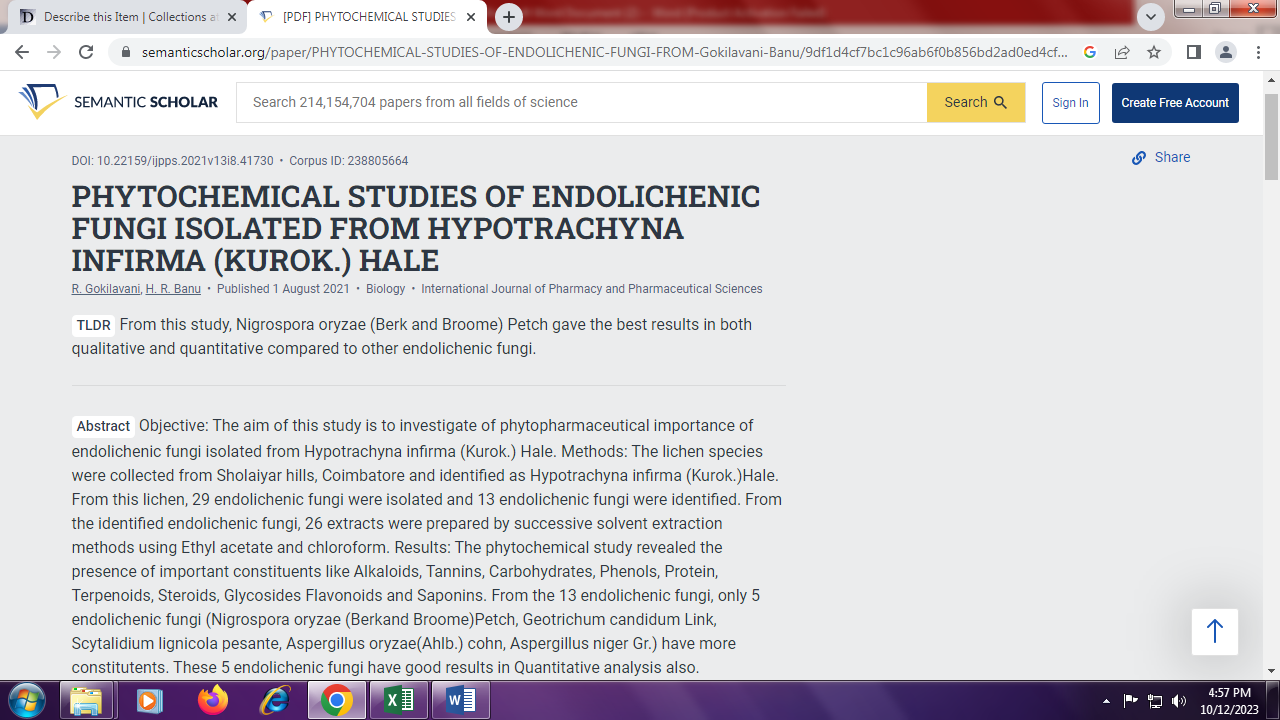 Describe this Item | Collections at
[PDF] PHYTOCHEMICAL STUDIES
semanticscholar.org/paper/PHYTOCHEMICAL-STUDIES-OF-ENDOLICHENIC-FUNGI-FROM-Gokilavani-Banu/9df1d4cf7bc1c96ab6f0b856bd2ad0ed4cf...
SEMANTIC SCHOLAR
Search 214,154,704 papers from all fields of science
Search
Sign In
Create Free Account
DOI: 10.22159/ijpps.2021v13i8.41730 • Corpus ID: 238805664
Share
PHYTOCHEMICAL STUDIES OF ENDOLICHENIC
FUNGI ISOLATED FROM HYPOTRACHYNA
INFIRMA (KUROK.) HALE
R. Gokilavani, H. R. Banu • Published 1 August 2021 • Biology • International Journal of Pharmacy and Pharmaceutical Sciences
TLDR From this study, Nigrospora oryzae (Berk and Broome) Petch gave the best results in both
qualitative and quantitative compared to other endolichenic fungi.
Abstract Objective: The aim of this study is to investigate of phytopharmaceutical importance of
endolichenic fungi isolated from Hypotrachyna infirma (Kurok.) Hale. Methods: The lichen species
were collected from Sholaiyar hills, Coimbatore and identified as Hypotrachyna infirma (Kurok.)Hale.
From this lichen, 29 endolichenic fungi were isolated and 13 endolichenic fungi were identified. From
the identified endolichenic fungi, 26 extracts were prepared by successive solvent extraction
methods using Ethyl acetate and chloroform. Results: The phytochemical study revealed the
presence of important constituents like Alkaloids, Tannins, Carbohydrates, Phenols, Protein,
Terpenoids, Steroids, Glycosides Flavonoids and Saponins. From the 13 endolichenic fungi, only 5
endolichenic fungi (Nigrospora oryzae (Berkand Broome)Petch, Geotrichum candidum Link,
Scytalidium lignicola pesante, Aspergillus oryzae(Ahlb.) cohn, Aspergillus niger Gr.) have more
constitutents. These 5 endolichenic fungi have good results in Quantitative analysis also.
4:57 PM
10/12/2023